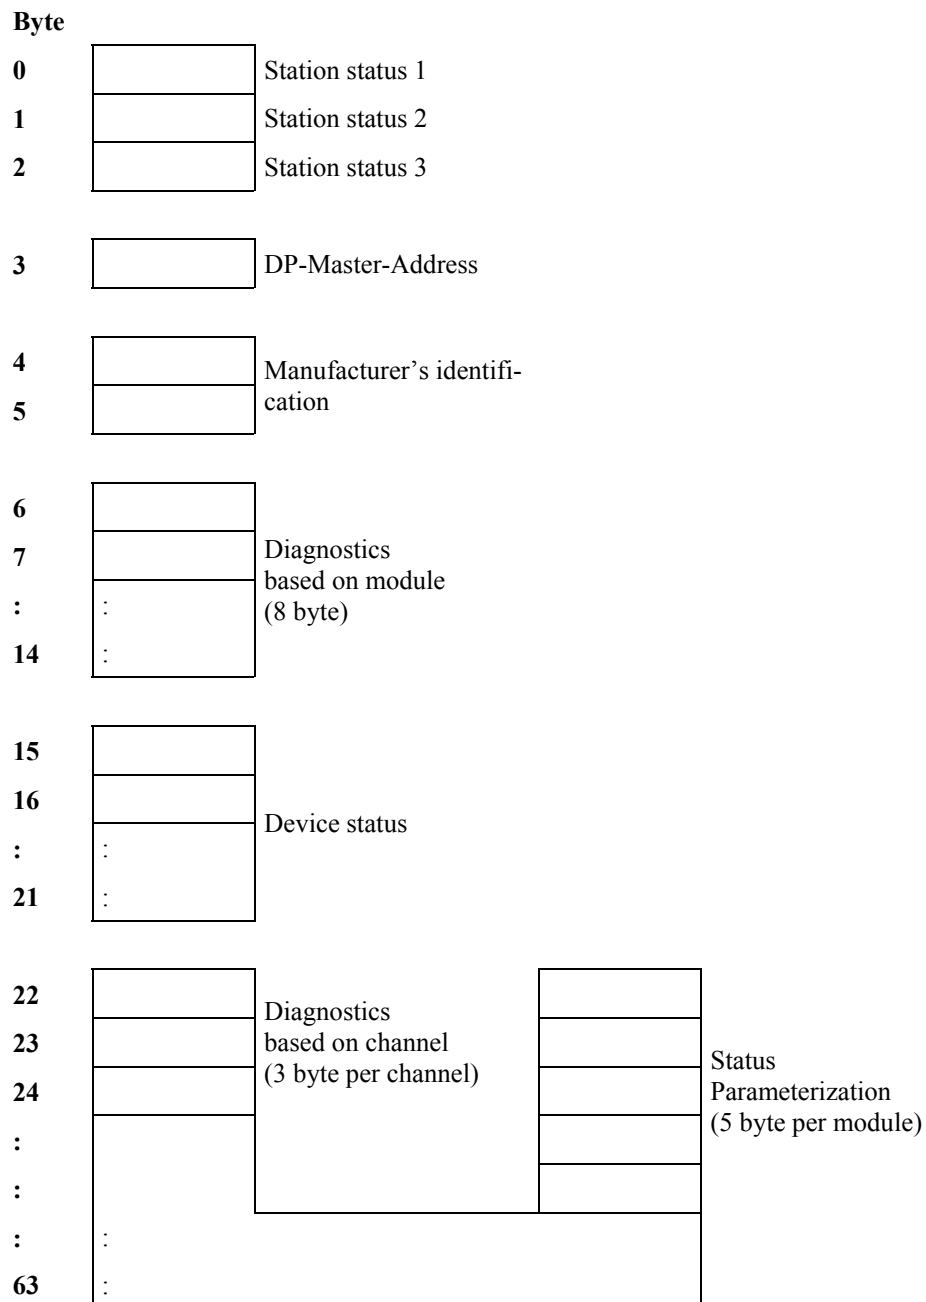 Byte
0 Station status 1
1 Station status 2
2 Station status 3
3 DP-Master-Address
4
Manufacturer’s identifi-
5 cation
6
7 Diagnostics
based on module
: : (8 byte)
14 :
15
16
Device status
: :
21 :
22 Diagnostics
23 based on channel
Status
24 (3 byte per channel) Parameterization
(5 byte per module)
:
:
: :
63 :